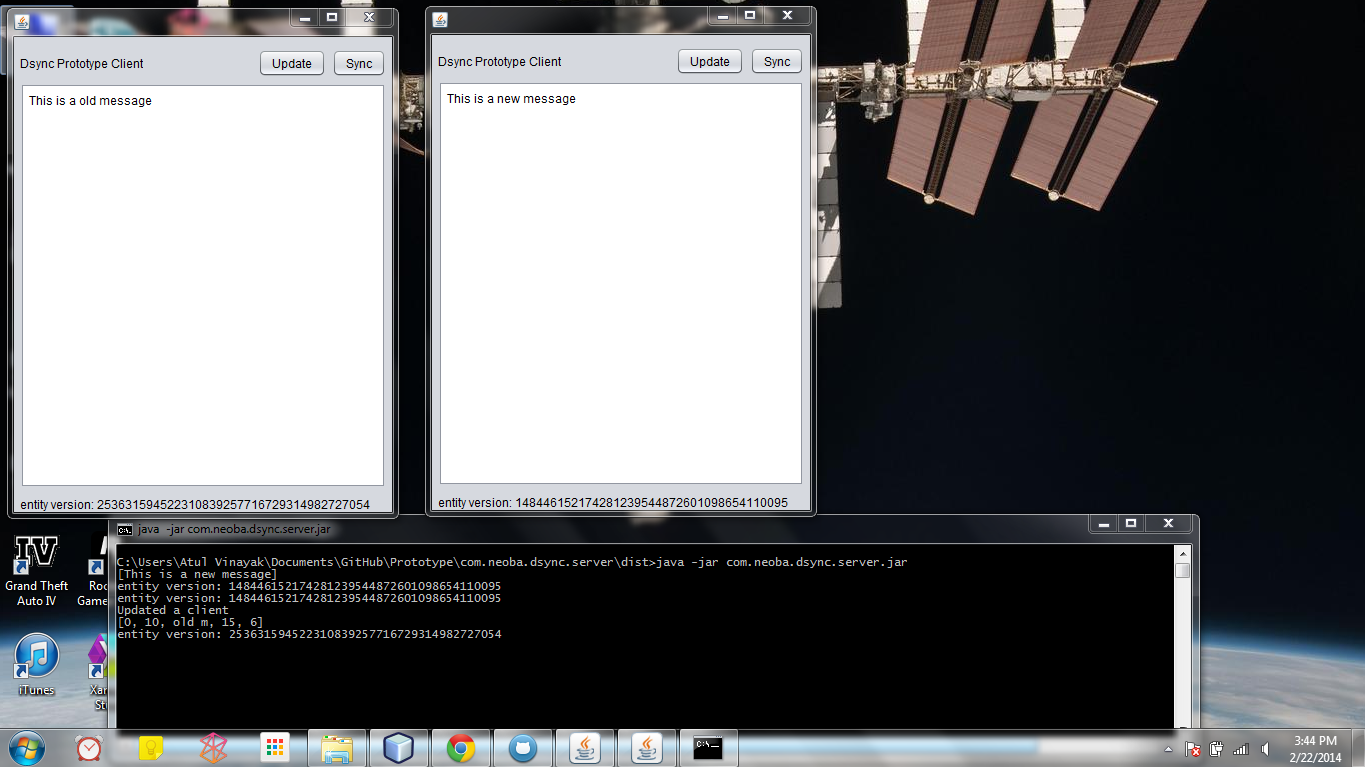 Dsync Prototype Client
Update
Sync
This is a old message
entity version: 253631594522310839257716729314982727054
Dsync Prototype Client
Update
Sync
This is a new message
entity version: 148446152174281239544872601098654110095
java -jar com.neoba.dsync.server.jar
C:\Users\Atul Vinayak\Documents\GitHub\Prototype\com.neoba.dsync.server\dist>java -jar com.neoba.dsync.server.jar
[This is a new message]
entity version: 148446152174281239544872601098654110095
entity version: 148446152174281239544872601098654110095
Updated a client
[0, 10, old m, 15, 6]
entity version: 253631594522310839257716729314982727054
IV
Grand Theft
Auto IV
Roc
Game
iTunes
Xar
St
C:\
3:44 PM
2/22/2014